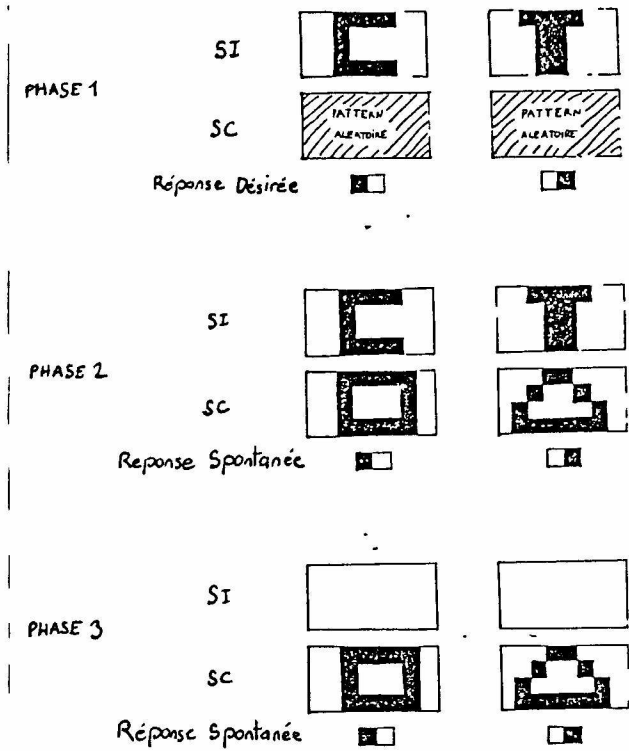 SI
PHASE 1
PATTERN PATTERN
ALEATOIRE ALEATOIRE
SC
Réponse Désirée
SI
PHASE 2
SC
Reponse Spontanée
SI
PHASE 3
SC
Réponse Spontanée